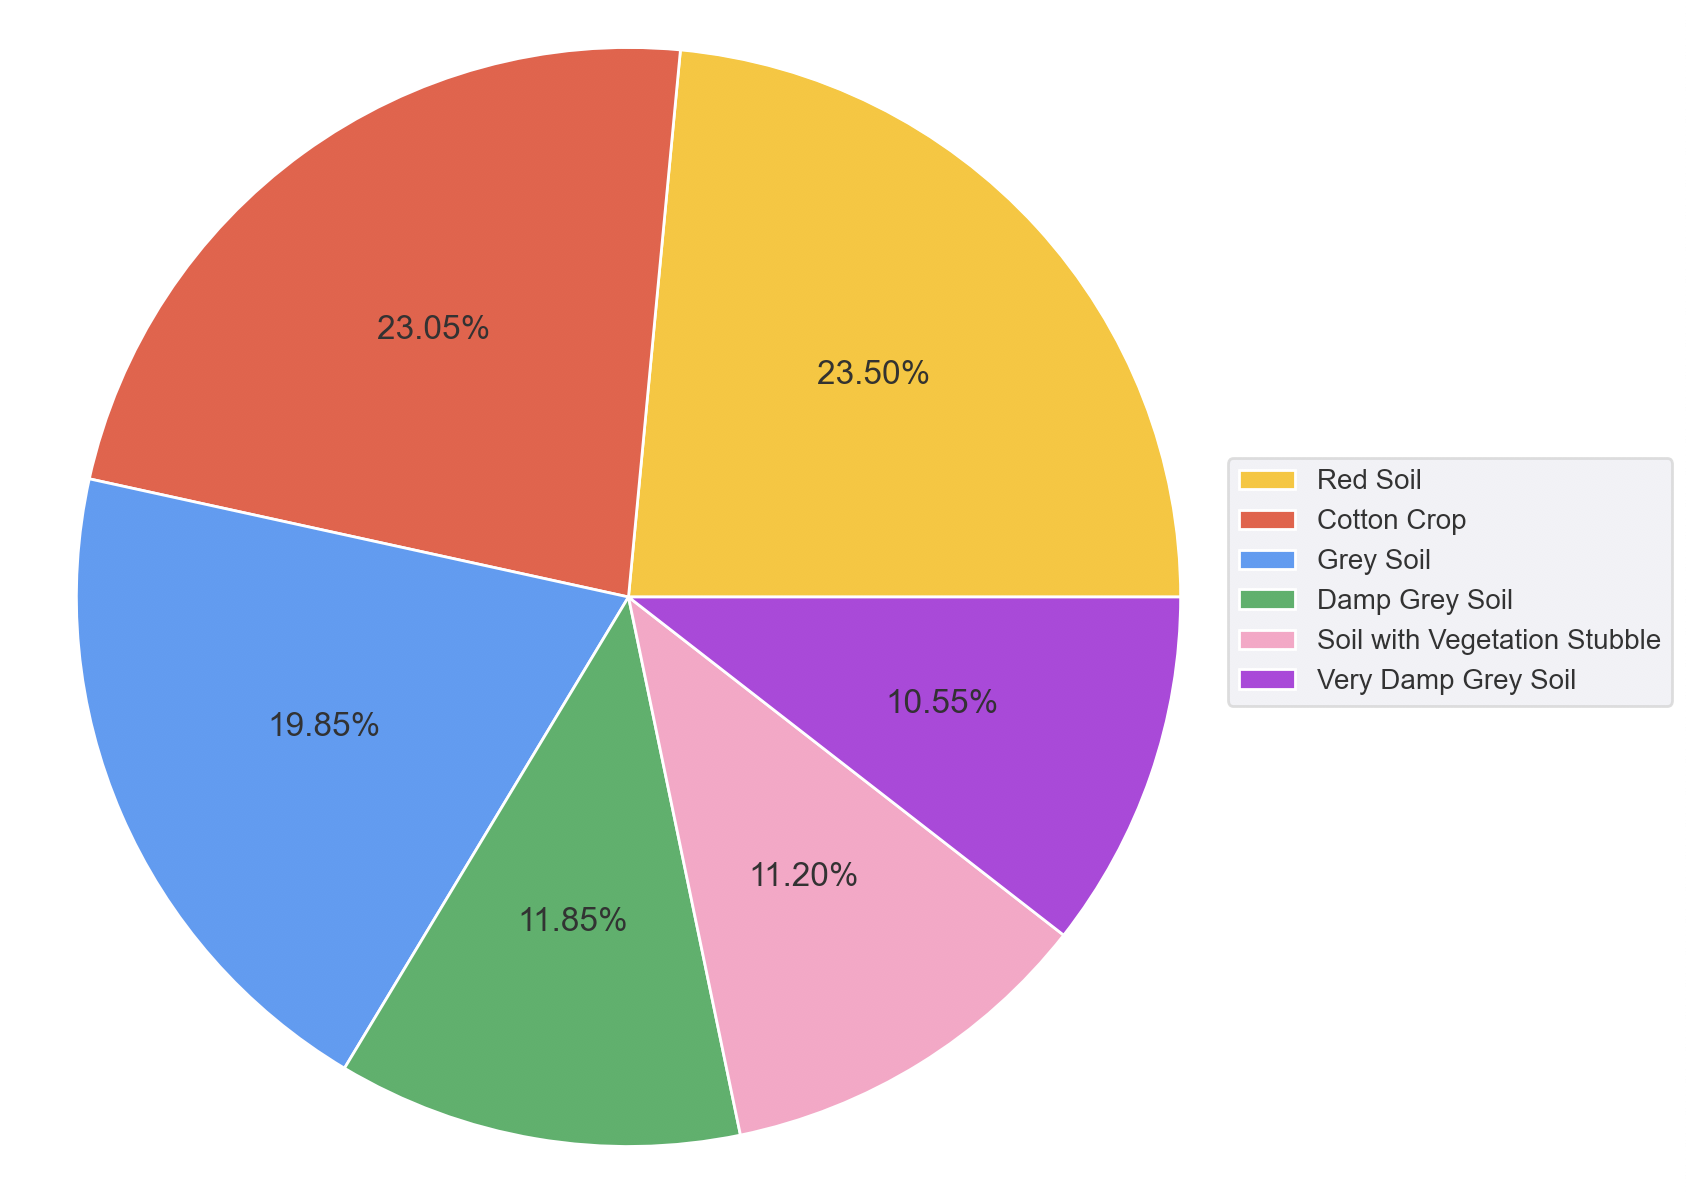 23.05%
23.50%
19.85%
10.55%
11.20%
11.85%
Red Soil
Cotton Crop
Grey Soil
Damp Grey Soil
Soil with Vegetation Stubble
Very Damp Grey Soil